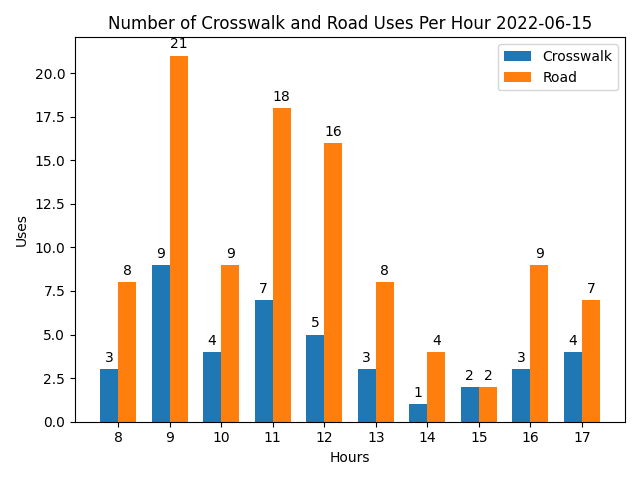 Number of Crosswalk and Road Uses Per Hour 2022-06-15
Crosswalk
Road
Uses
20.0
17.5
15.0
12.5
10.0
7.5
5.0
2.5
0.0
3 8 9 21 4 9 7 18 5 16 3 8 1 4 2 2 3 9 4 7
8 9 10 11 12 13 14 15 16 17
Hours